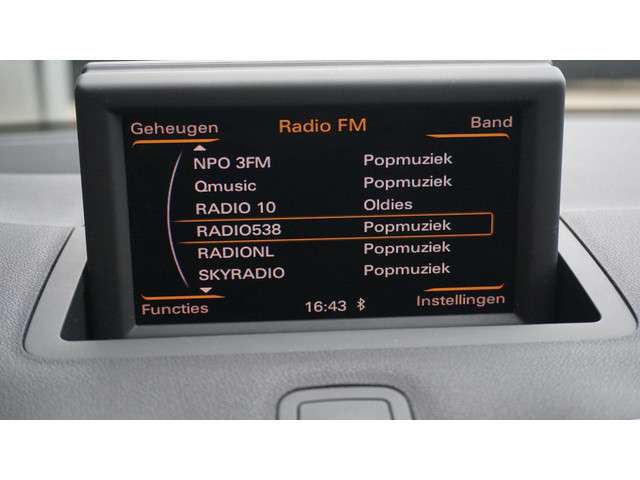 Geheugen Radio FM Band
NPO 3FM Popmuziek
Qmusic Popmuziek
RADIO 10 Oldies
RADIO538 Popmuziek
RADIONL Popmuziek
SKYRADIO Popmuziek
Functies 16:43 Instellingen